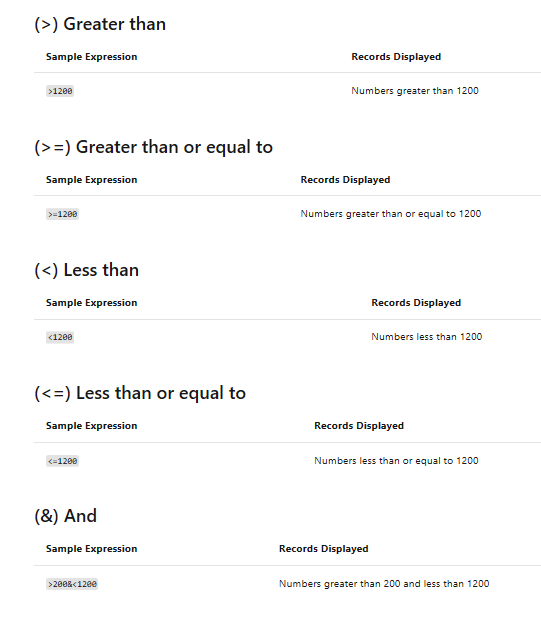 (>) Greater than
Sample Expression Records Displayed
>1200 Numbers greater than 1200
(>=) Greater than or equal to
Sample Expression Records Displayed
>=1200 Numbers greater than or equal to 1200
(<) Less than
Sample Expression Records Displayed
<1200 Numbers less than 1200
(<=) Less than or equal to
Sample Expression Records Displayed
<=1200 Numbers less than or equal to 1200
(&) And
Sample Expression Records Displayed
>200&<1200 Numbers greater than 200 and less than 1200